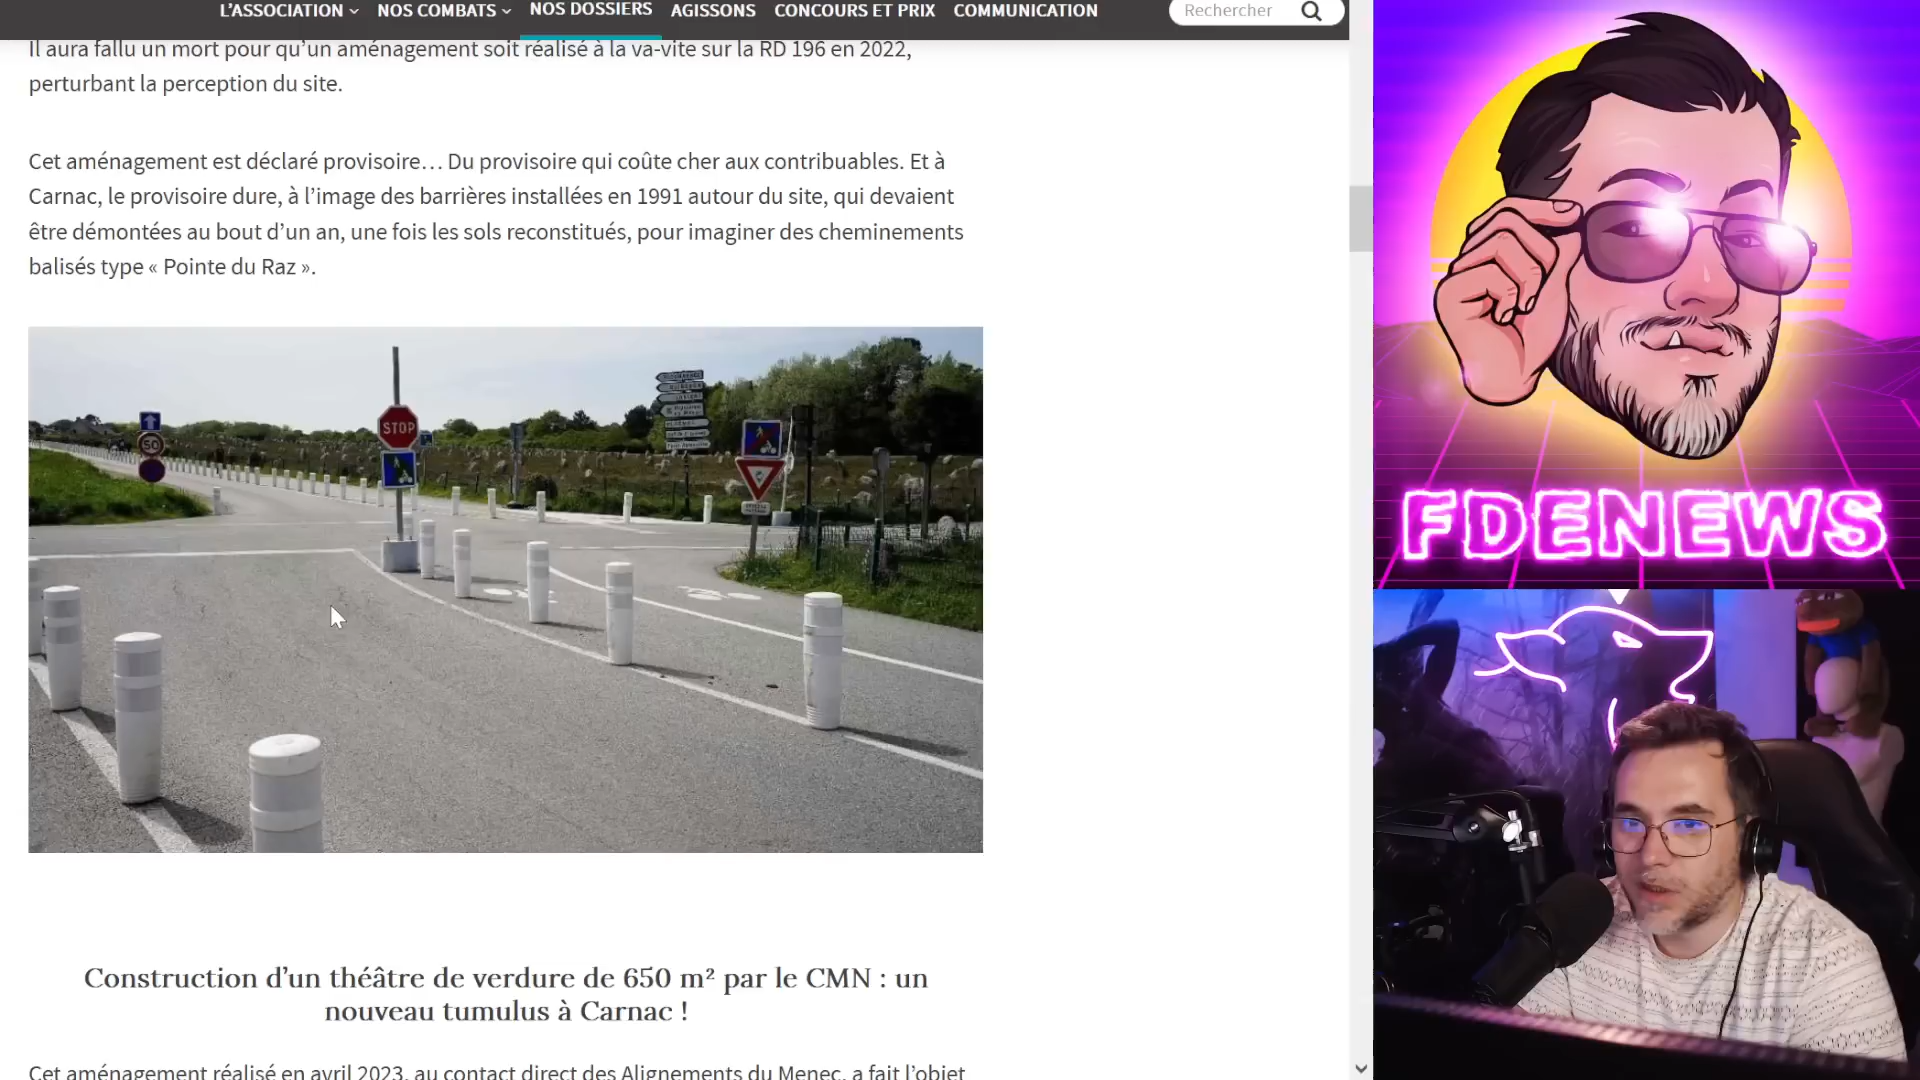 L'ASSOCIATION
NOS COMBATS
NOS DOSSIERS
AGISSONS
CONCOURS ET PRIX
COMMUNICATION
Rechercher
Il aura fallu un mort pour qu'un aménagement soit réalisé à la va-vite sur la RD 196 en 2022,
perturbant la perception du site.
Cet aménagement est déclaré provisoire… Du provisoire qui coûte cher aux contribuables. Et à
Carnac, le provisoire dure, à l'image des barrières installées en 1991 autour du site, qui devaient
être démontées au bout d'un an, une fois les sols reconstitués, pour imaginer des cheminements
balisés type « Pointe du Raz ».
STOP
50
Construction d'un théâtre de verdure de 650 m² par le CMN : un
nouveau tumulus à Carnac !
Cet aménagement réalisé en avril 2023, au contact direct des Alignements du Menec, a fait l'objet
FDENEWS